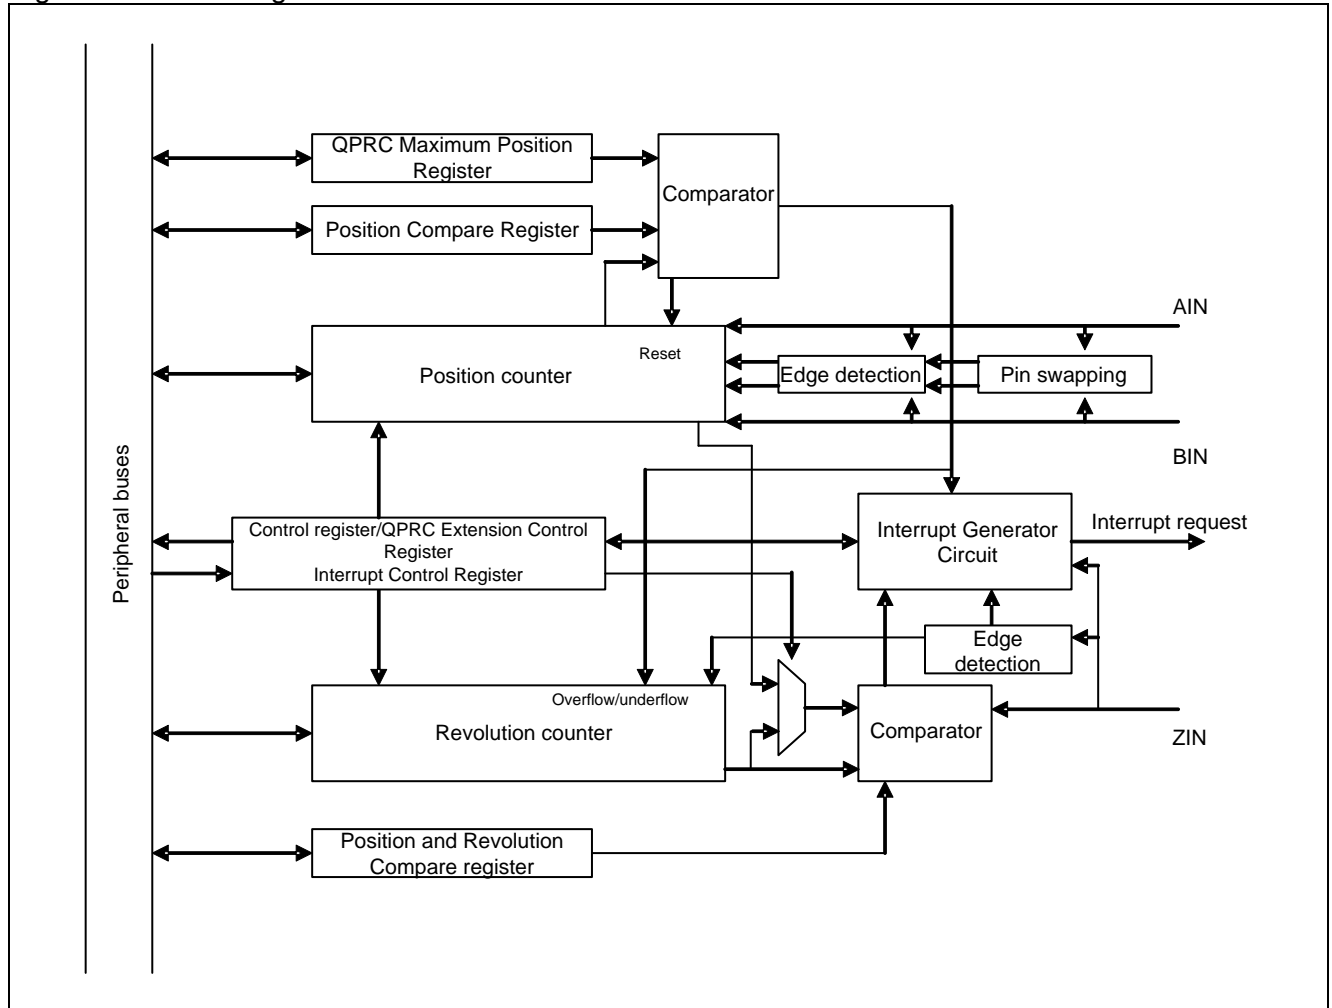 QPRC Maximum Position
Register
Comparator
Position Compare Register
AIN
Reset
Position counter
Edge detection
Pin swapping
BIN
Peripheral buses
Control register/QPRC Extension Control
Register
Interrupt Control Register
Interrupt Generator
Circuit
Interrupt request
Edge
detection
Overflow/underflow
Revolution counter
Comparator
ZIN
Position and Revolution
Compare register